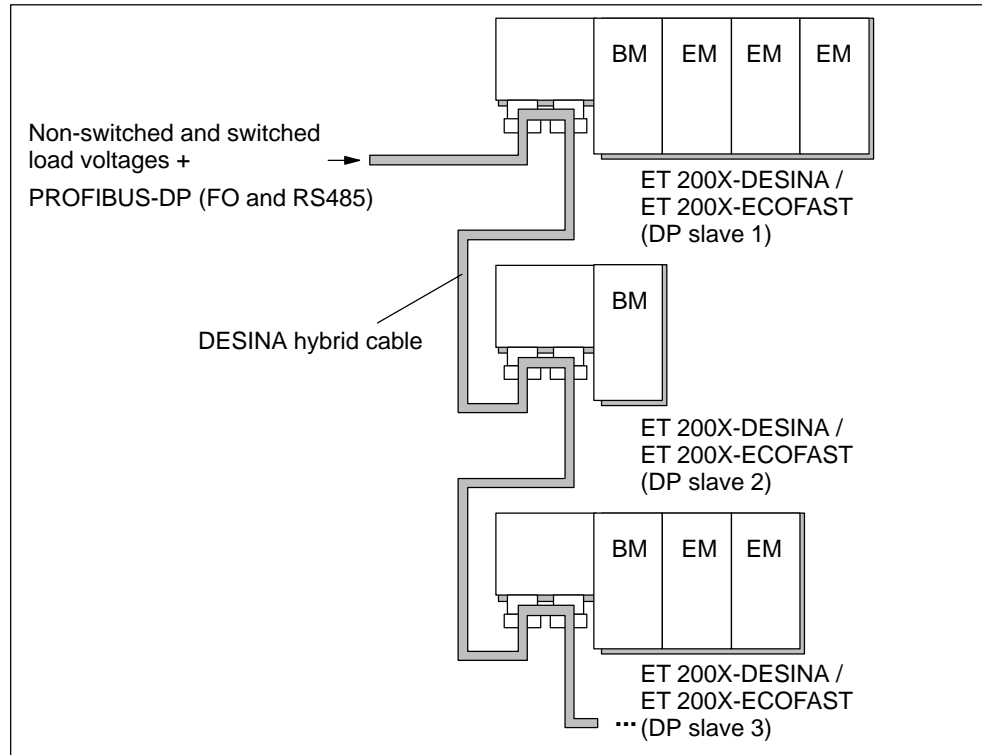 BM EM EM EM
Non-switched and switched
load voltages +
PROFIBUS-DP (FO and RS485)
ET 200X-DESINA /
ET 200X-ECOFAST
(DP slave 1)
BM
DESINA hybrid cable
ET 200X-DESINA /
ET 200X-ECOFAST
(DP slave 2)
BM EM EM
ET 200X-DESINA /
ET 200X-ECOFAST
... (DP slave 3)